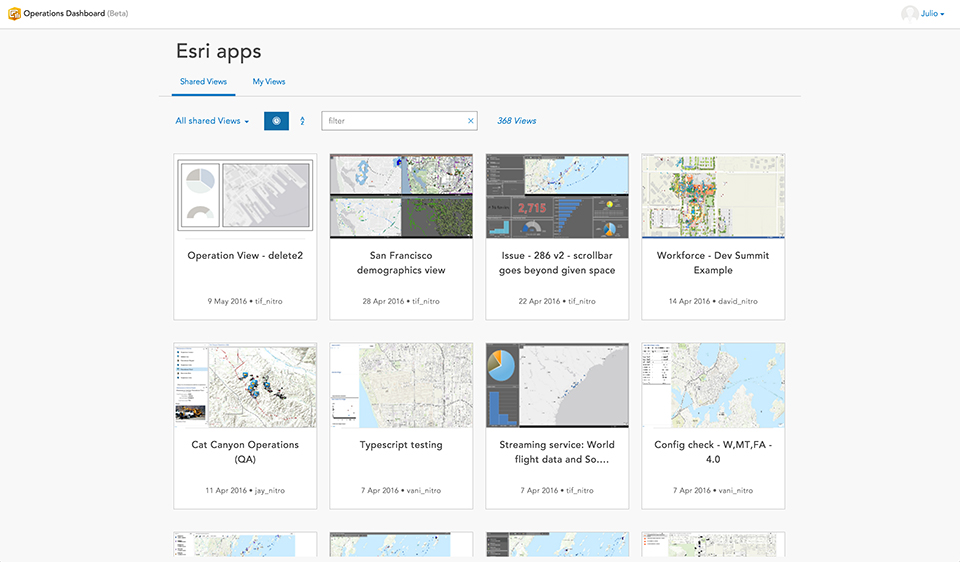 Operations Dashboard (Beta)
Julio
Esri apps
Shared Views
My Views
All shared Views
filter
368 Views
2,715
Operation View - delete2
9 May 2016 • tif_nitro
San Francisco
demographics view
28 Apr 2016 • tif_nitro
Issue - 286 v2 - scrollbar
goes beyond given space
22 Apr 2016 • tif_nitro
Workforce - Dev Summit
Example
14 Apr 2016 • david_nitro
Cat Canyon Operations
(QA)
11 Apr 2016 • jay_nitro
Typescript testing
7 Apr 2016 • vani_nitro
Streaming service: World
flight data and So....
7 Apr 2016 • tif_nitro
Config check - W,MT,FA -
4.0
7 Apr 2016 • vani_nitro